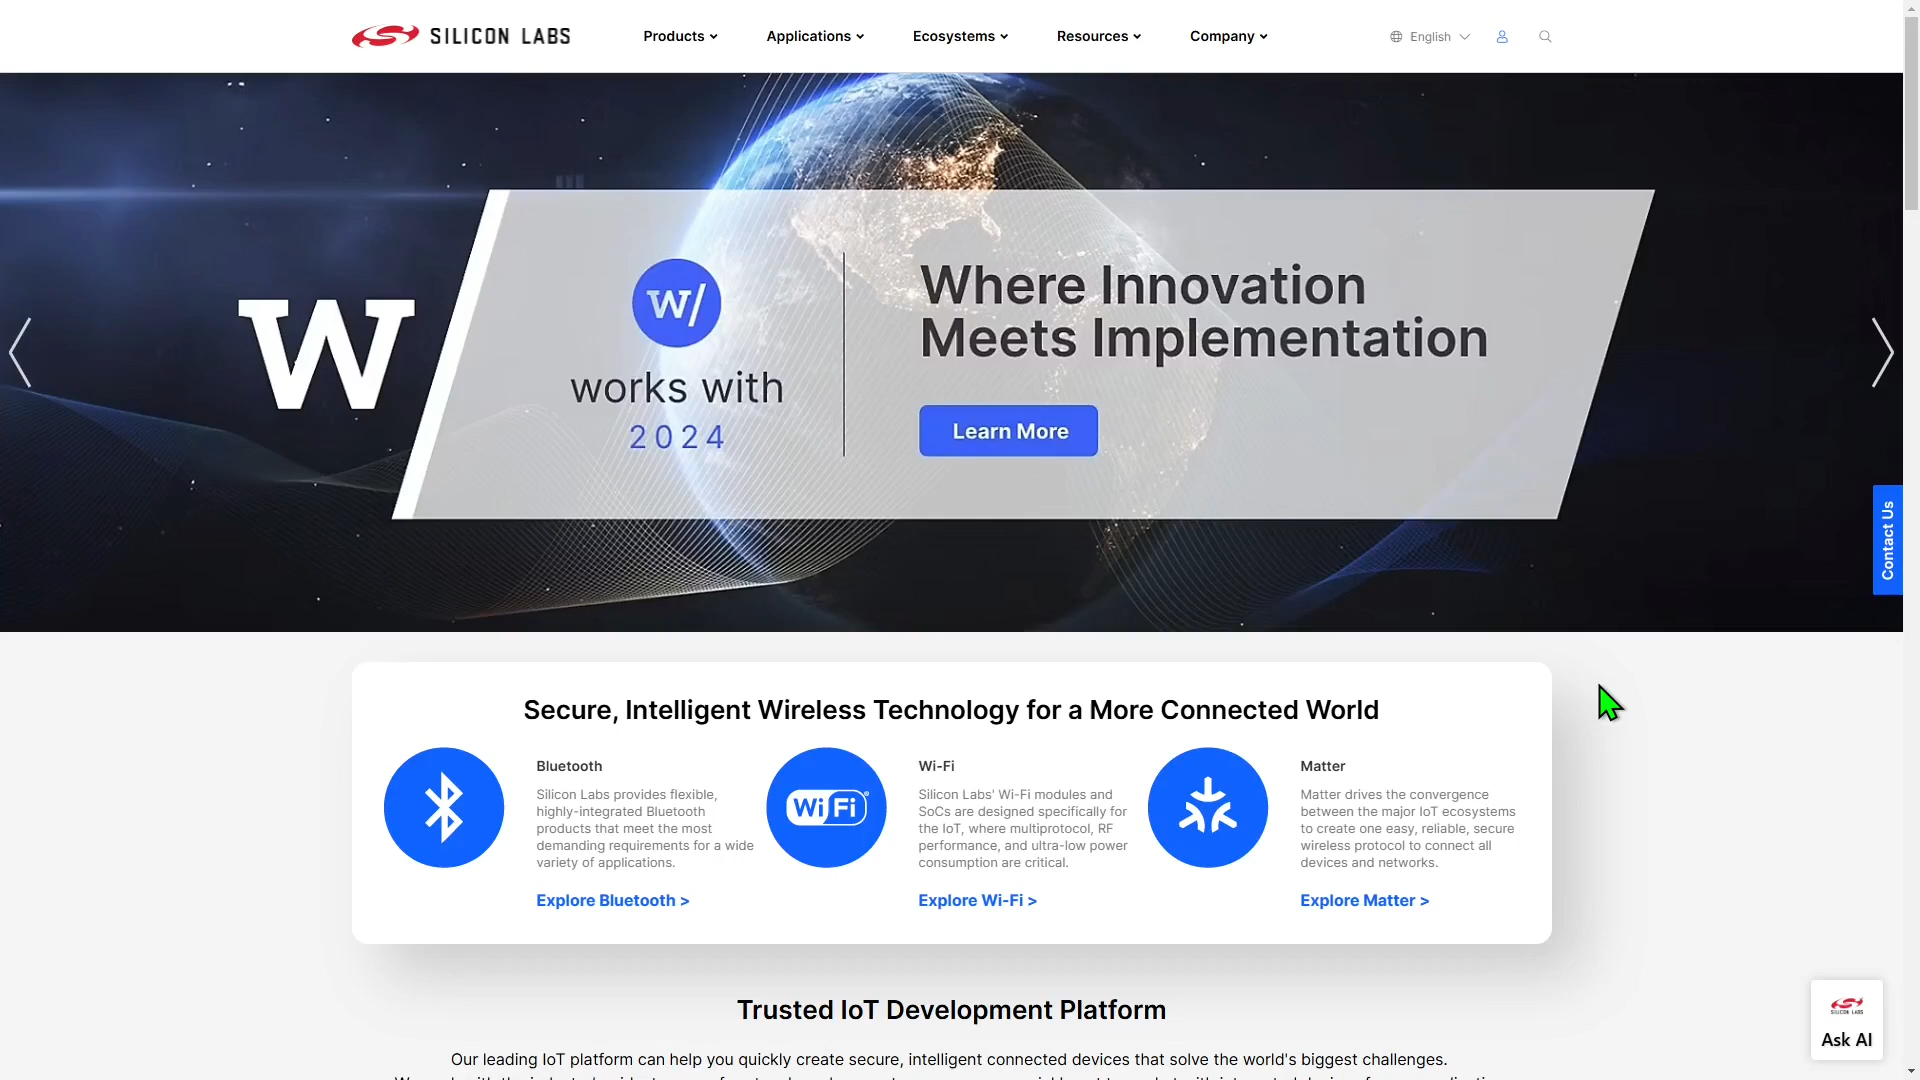 SILICON LABS
Products
Applications
Ecosystems
Resources
Company
English
W
W/
works with
2024
Where Innovation
Meets Implementation
Learn More
Contact Us
Secure, Intelligent Wireless Technology for a More Connected World
Bluetooth
Silicon Labs provides flexible,
highly-integrated Bluetooth
products that meet the most
demanding requirements for a wide
variety of applications.
Explore Bluetooth >
WiFi
Wi-Fi
Silicon Labs' Wi-Fi modules and
SoCs are designed specifically for
the IoT, where multiprotocol, RF
performance, and ultra-low power
consumption are critical.
Explore Wi-Fi >
Matter
Matter drives the convergence
between the major IoT ecosystems
to create one easy, reliable, secure
wireless protocol to connect all
devices and networks.
Explore Matter >
Trusted IoT Development Platform
Our leading IoT platform can help you quickly create secure, intelligent connected devices that solve the world's biggest challenges.
SILICON LABS
Ask AI